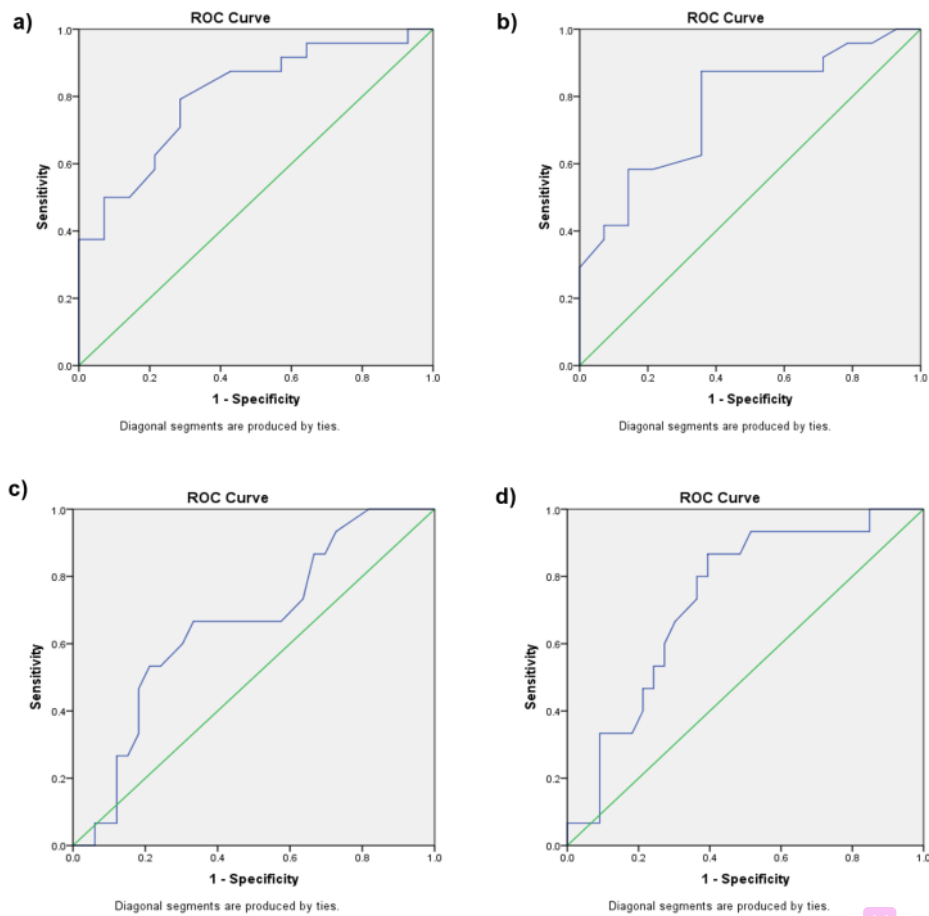 a)
ROC Curve
1.0
0.8
0.6
0.4
0.2
0.0
Sensitivity
0.0 0.2 0.4 0.6 0.8 1.0
1 - Specificity
Diagonal segments are produced by ties.
b)
ROC Curve
1.0
0.8
0.6
0.4
0.2
0.0
Sensitivity
0.0 0.2 0.4 0.6 0.8 1.0
1 - Specificity
Diagonal segments are produced by ties.
c)
ROC Curve
1.0
0.8
0.6
0.4
0.2
0.0
Sensitivity
0.0 0.2 0.4 0.6 0.8 1.0
1 - Specificity
Diagonal segments are produced by ties.
d)
ROC Curve
1.0
0.8
0.6
0.4
0.2
0.0
Sensitivity
0.0 0.2 0.4 0.6 0.8 1.0
1 - Specificity
Diagonal segments are produced by ties.